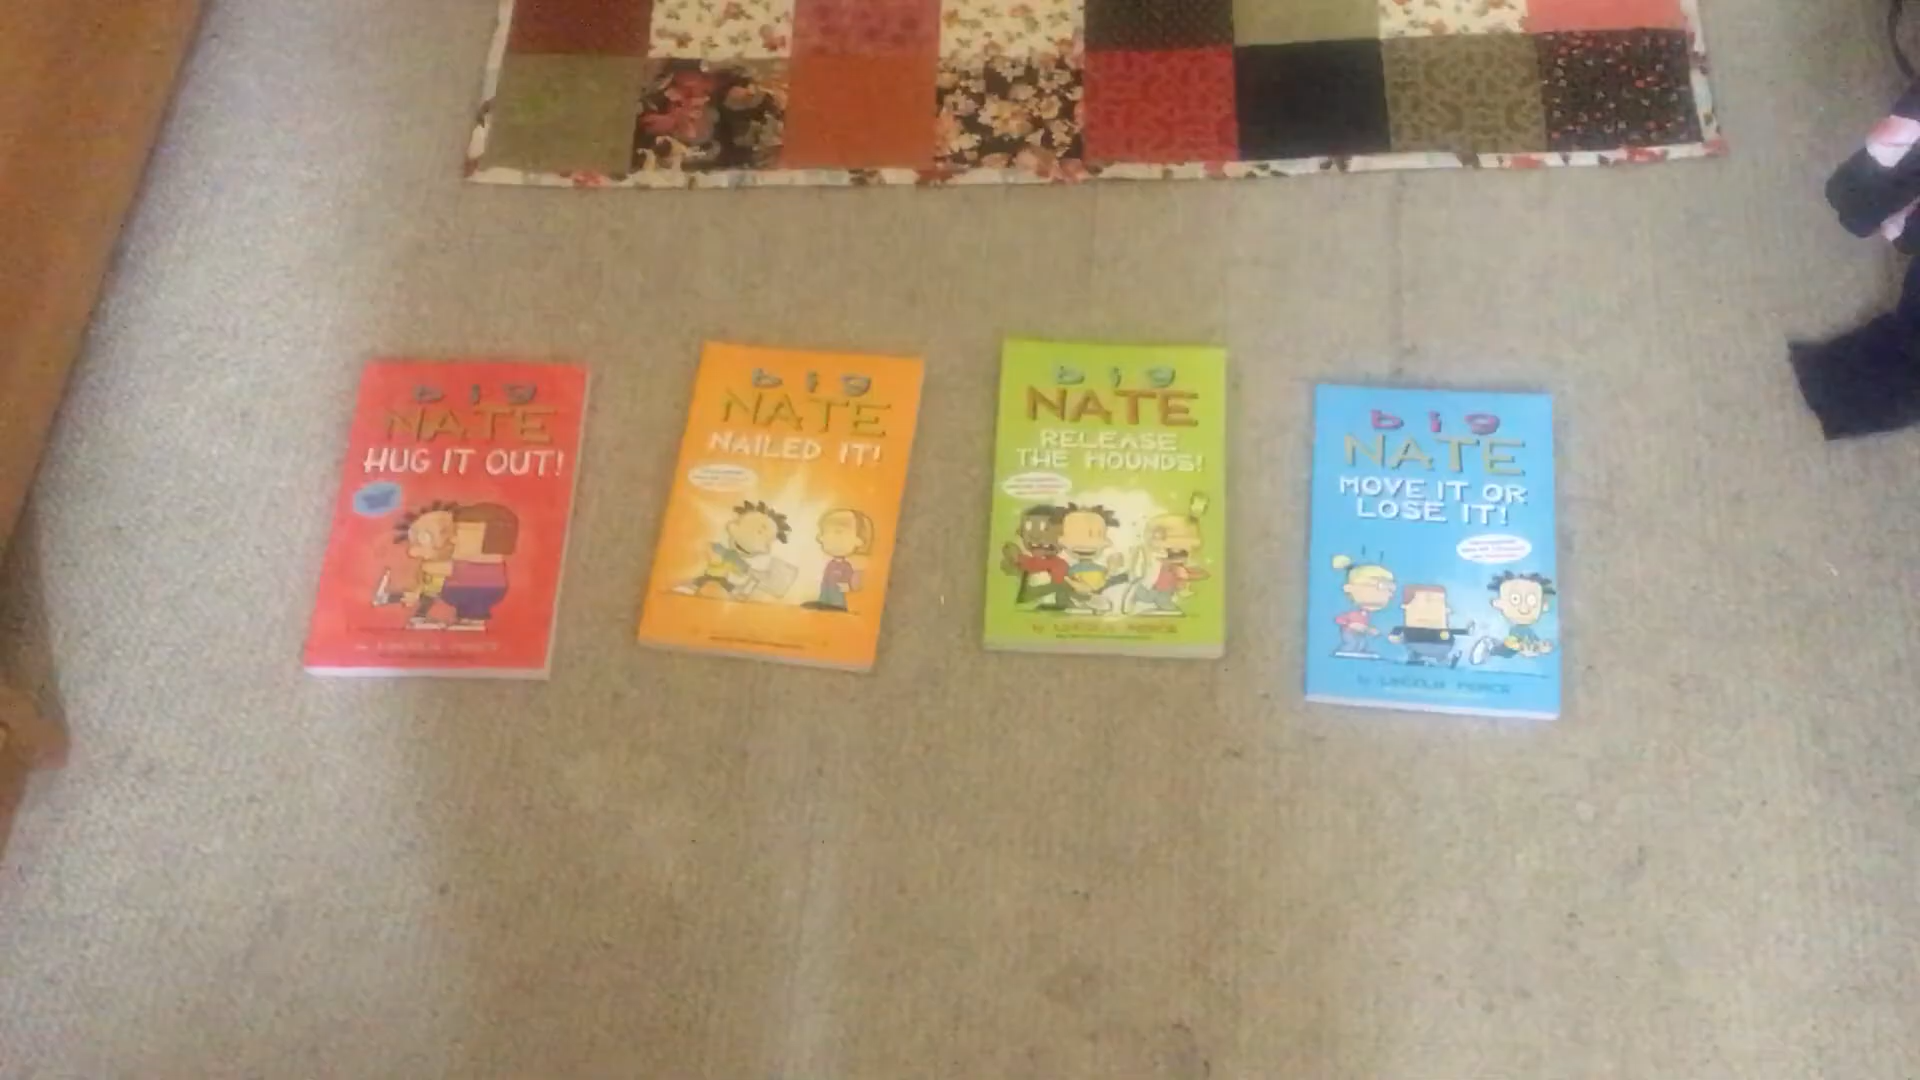 big
NATE
HUG IT OUT!
big
NATE
NAILED IT!
big
NATE
RELEASE
THE HOUNDS!
by LINCOLN PEIRCE
big
NATE
MOVE IT OR
LOSE IT!
by LINCOLN PEIRCE